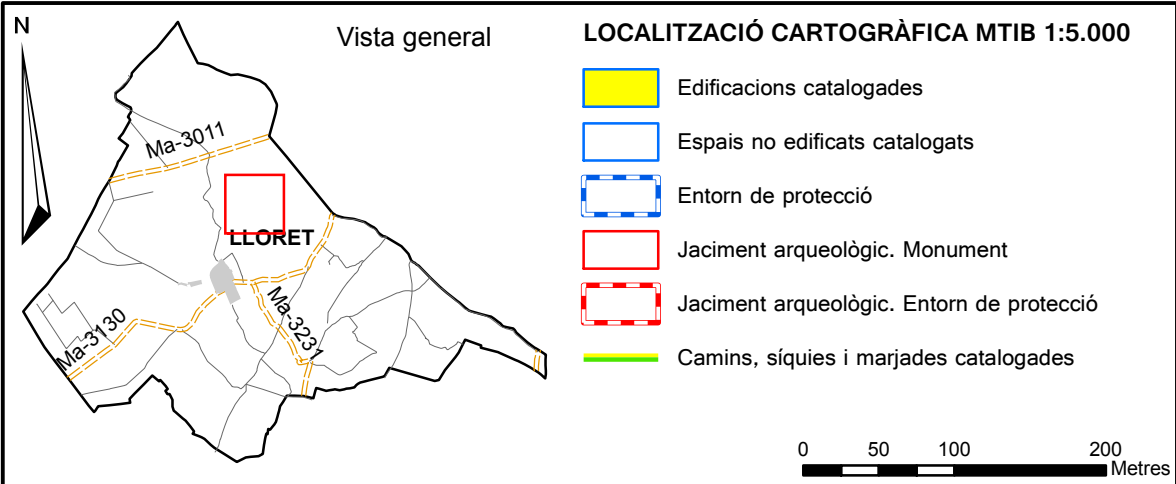 N
Vista general
Ma-3011
LLORET
Ma-3130
Ma-3231
LOCALITZACIÓ CARTOGRÀFICA MTIB 1:5.000
Edificacions catalogades
Espais no edificats catalogats
Entorn de protecció
Jaciment arqueològic. Monument
Jaciment arqueològic. Entorn de protecció
Camins, síquies i marjades catalogades
0 50 100 200
Metres